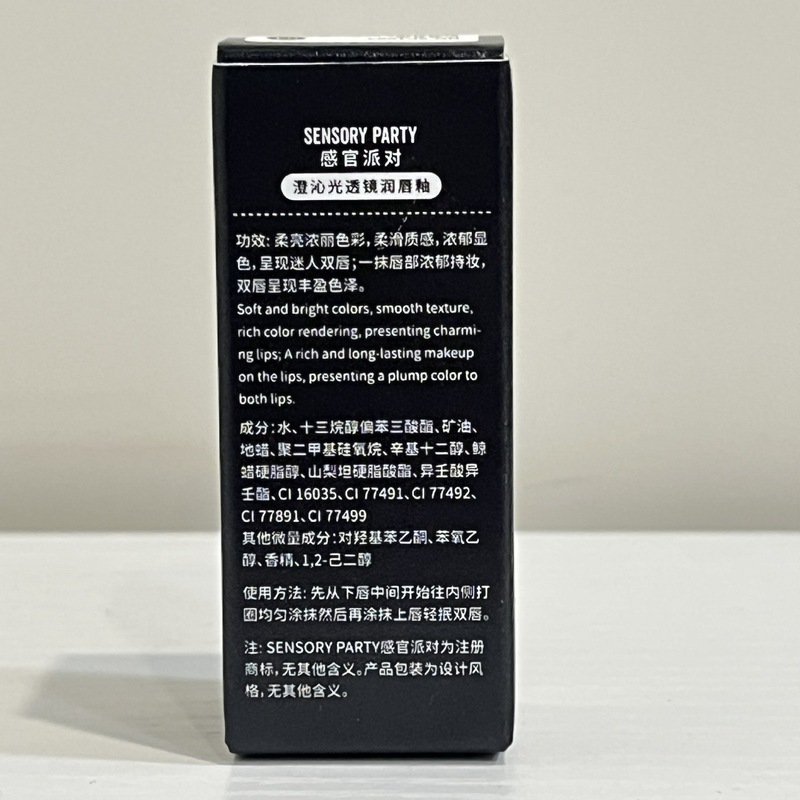 SENSORY PARTY
感官派对
澄沁光透镜润唇釉
功效: 柔亮浓丽色彩, 柔滑质感, 浓郁显
色, 呈现迷人双唇; 一抹唇部浓郁持妆,
双唇呈现丰盈色泽。
Soft and bright colors, smooth texture,
rich color rendering, presenting charmi-
ng lips; A rich and long-lasting makeup
on the lips, presenting a plump color to
both lips.
成分: 水、十三烷醇偏苯三酸酯、矿油、
地蜡、聚二甲基硅氧烷、辛基十二醇、鲸
蜡硬脂醇、山梨坦硬脂酸酯、异壬酸异
壬酯、CI 16035、CI 77491、CI 77492、
CI 77891、CI 77499
其他微量成分: 对羟基苯乙酮、苯氧乙
醇、香精、1,2-己二醇
使用方法: 先从下唇中间开始往内侧打
圈均匀涂抹然后再涂抹上唇轻抿双唇。
注: SENSORY PARTY感官派对为注册
商标, 无其他含义。产品包装为设计风
格, 无其他含义。